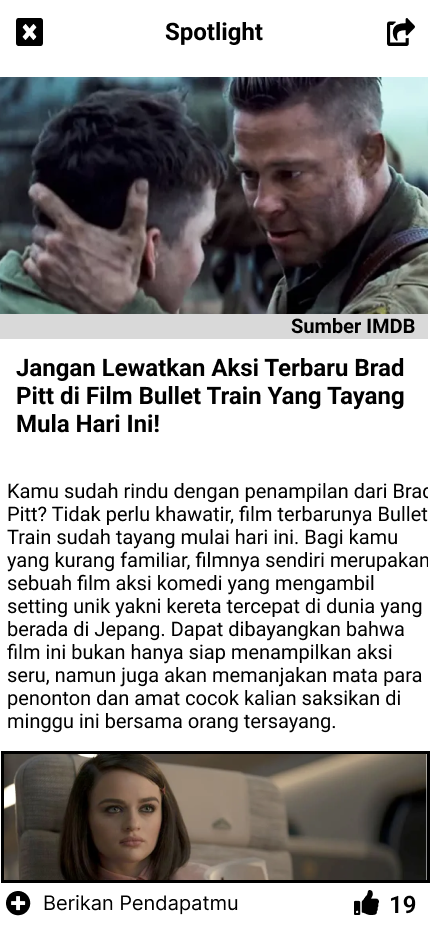 Spotlight
Sumber IMDB
Jangan Lewatkan Aksi Terbaru Brad
Pitt di Film Bullet Train Yang Tayang
Mula Hari Ini!
Kamu sudah rindu dengan penampilan dari Brad
Pitt? Tidak perlu khawatir, film terbarunya Bullet
Train sudah tayang mulai hari ini. Bagi kamu
yang kurang familiar, filmnya sendiri merupakan
sebuah film aksi komedi yang mengambil
setting unik yakni kereta tercepat di dunia yang
berada di Jepang. Dapat dibayangkan bahwa
film ini bukan hanya siap menampilkan aksi
seru, namun juga akan memanjakan mata para
penonton dan amat cocok kalian saksikan di
minggu ini bersama orang tersayang.
Berikan Pendapatmu
19